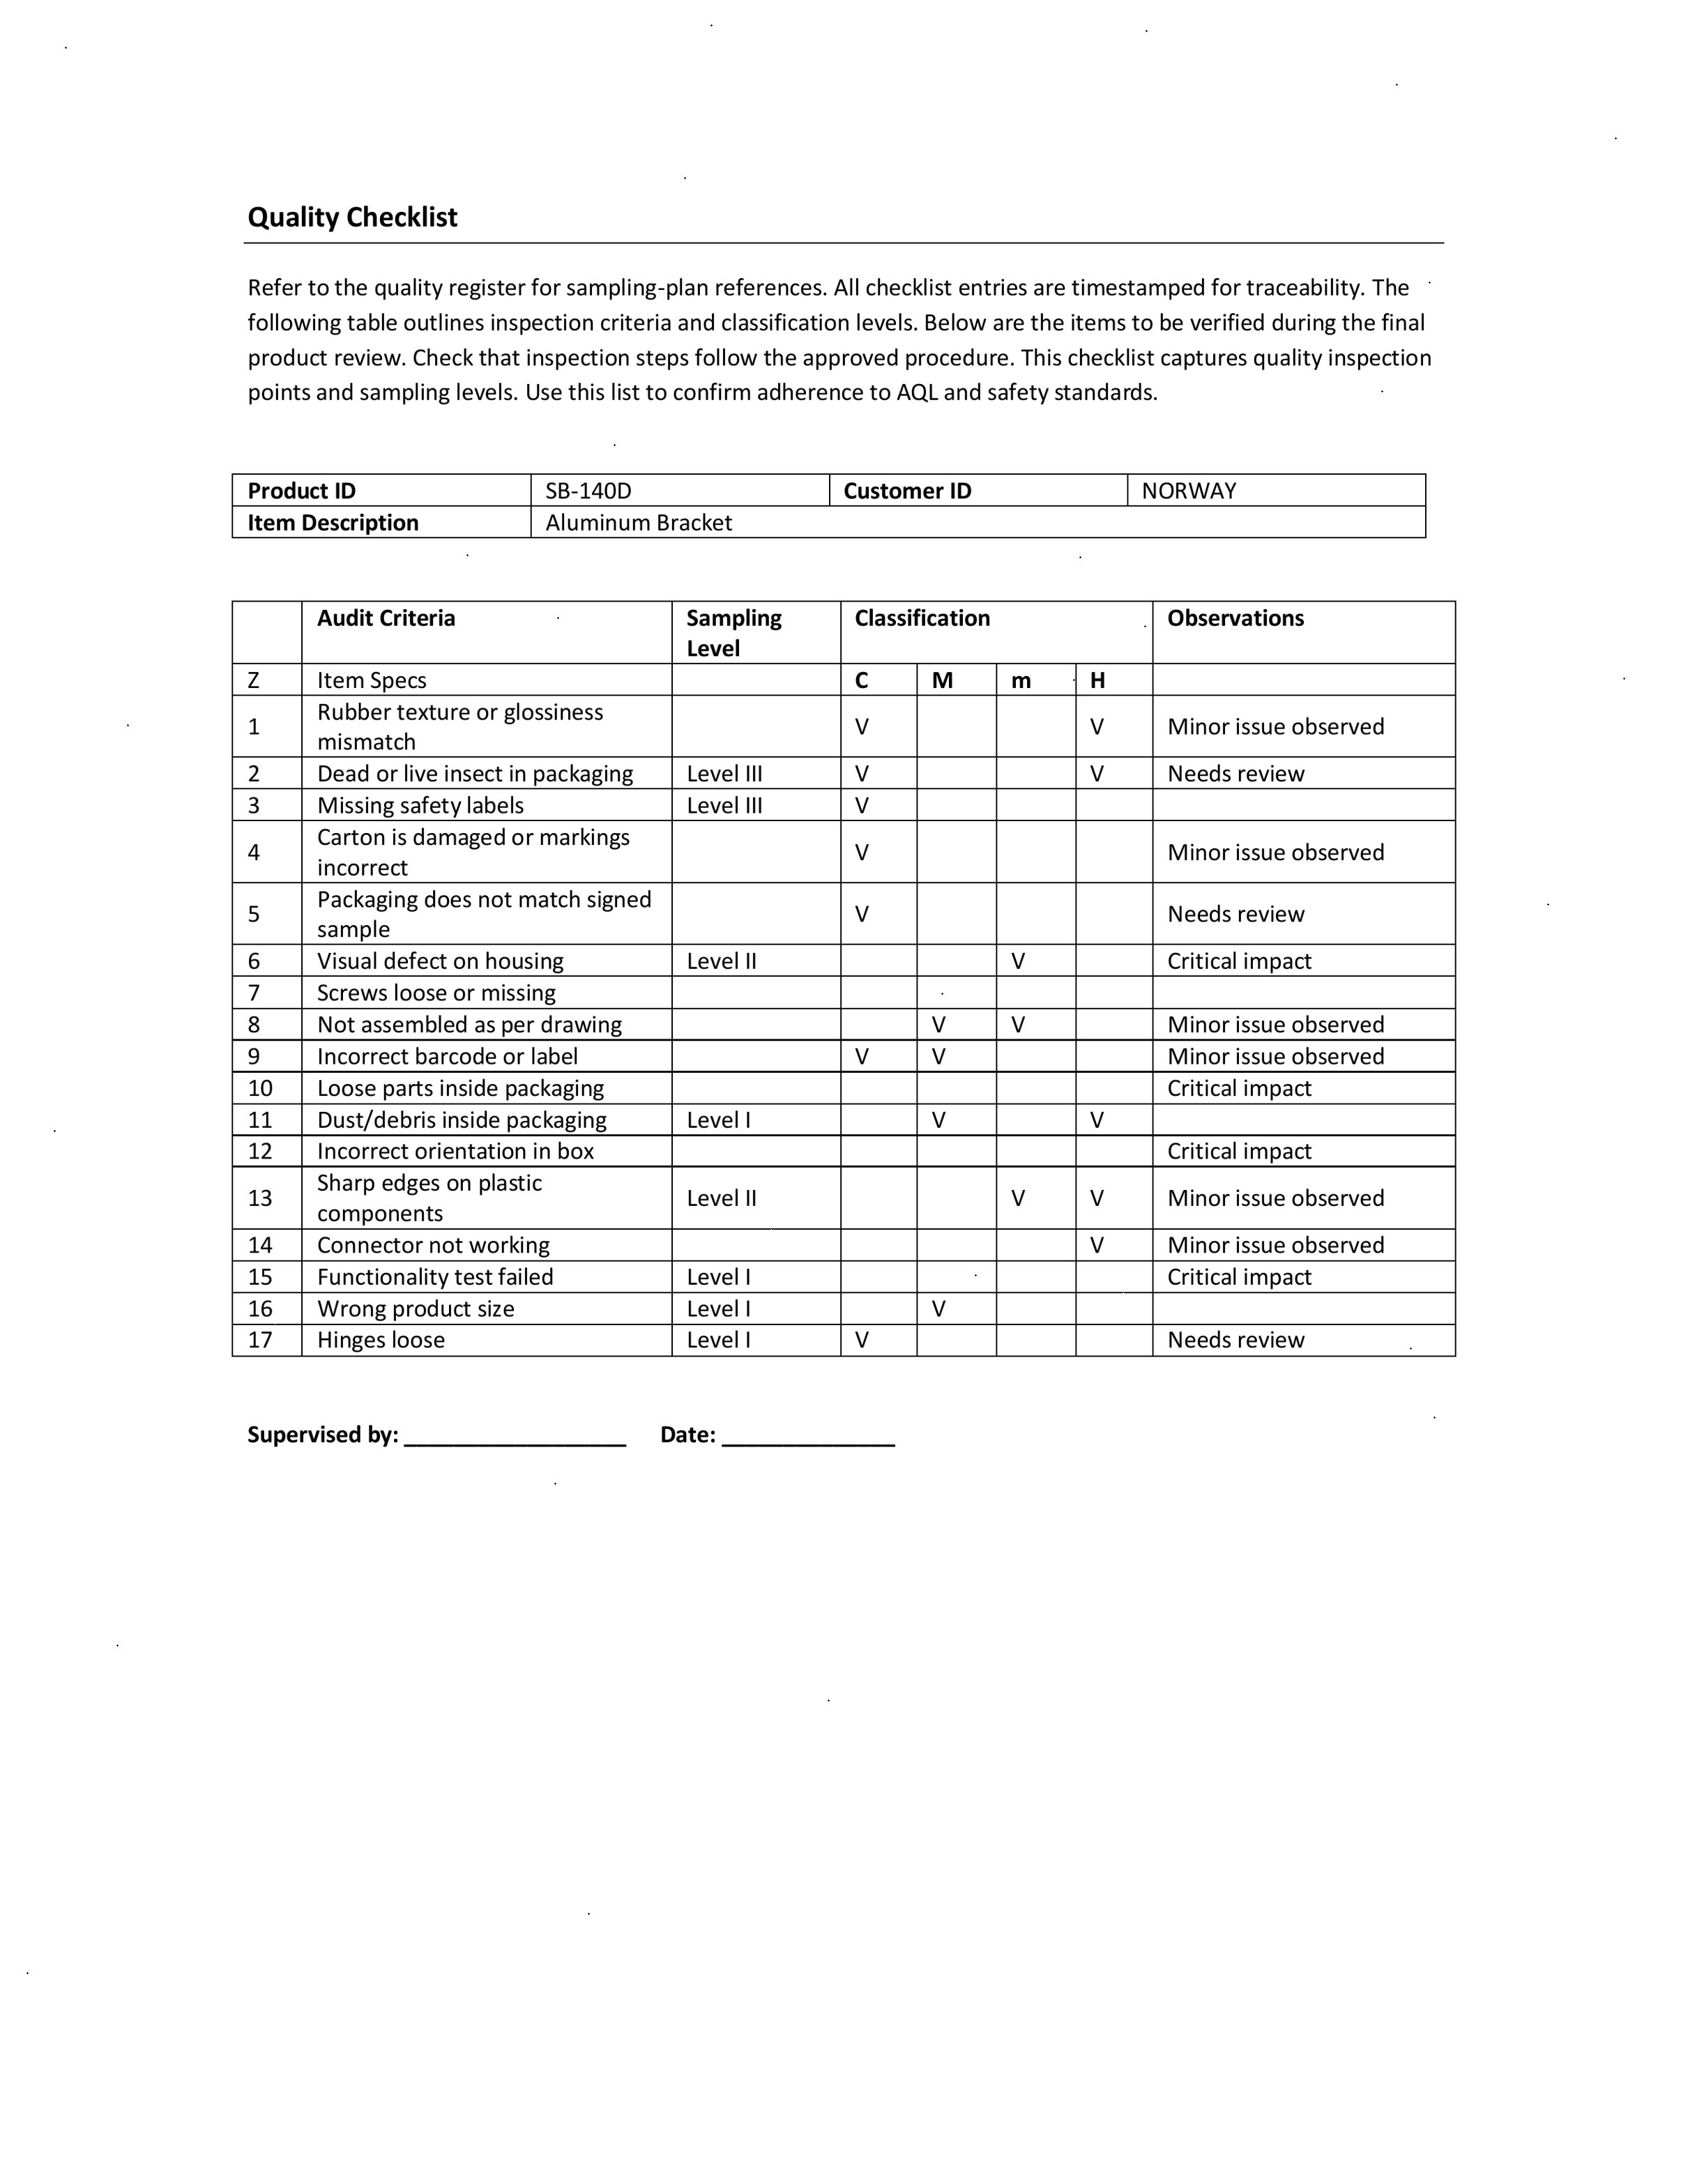 Quality Checklist
Refer to the quality register for sampling-plan references. All checklist entries are timestamped for traceability. The
following table outlines inspection criteria and classification levels. Below are the items to be verified during the final
product review. Check that inspection steps follow the approved procedure. This checklist captures quality inspection
points and sampling levels. Use this list to confirm adherence to AQL and safety standards.
Product ID SB-140D Customer ID NORWAY
Item Description Aluminum Bracket
Audit Criteria Sampling Classification Observations
Level
Z Item Specs C M m H
Rubber texture or glossiness
1 V V Minor issue observed
mismatch
2 Dead or live insect in packaging Level III V V Needs review
3 Missing safety labels Level III V
Carton is damaged or markings
4 V Minor issue observed
incorrect
Packaging does not match signed
5 V Needs review
sample
6 Visual defect on housing Level II V Critical impact
7 Screws loose or missing
8 Not assembled as per drawing V V Minor issue observed
9 Incorrect barcode or label V V Minor issue observed
10 Loose parts inside packaging Critical impact
11 Dust/debris inside packaging Level I V V
12 Incorrect orientation in box Critical impact
Sharp edges on plastic
13 Level II V V Minor issue observed
components
14 Connector not working V Minor issue observed
15 Functionality test failed Level I Critical impact
16 Wrong product size Level I V
17 Hinges loose Level I V Needs review
Supervised by: __________________ Date: ______________